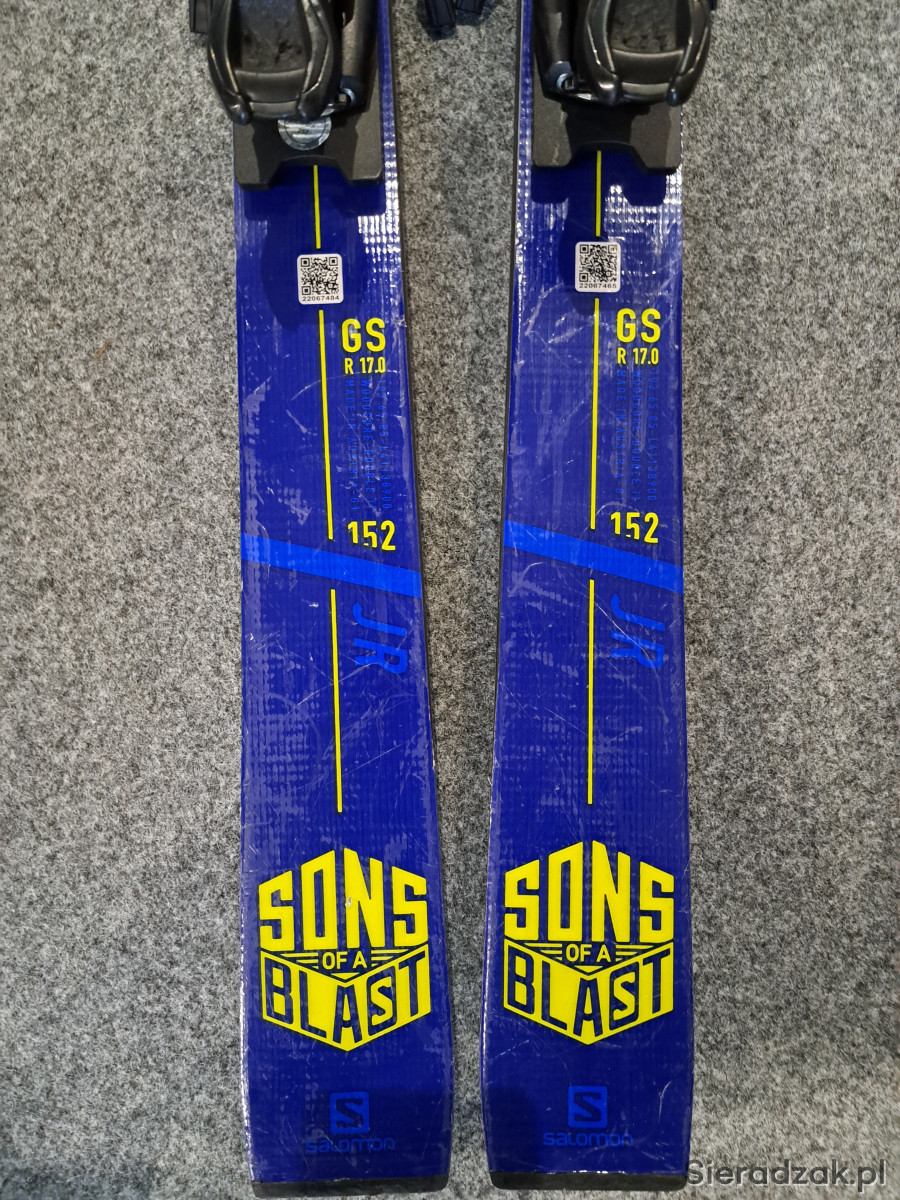 22067484
GS
R 17.0
152
JR
SONS
OF A
BLAST
S
salomon
22067465
GS
R 17.0
152
JR
SONS
OF A
BLAST
S
salomon
Sieradzak.pl